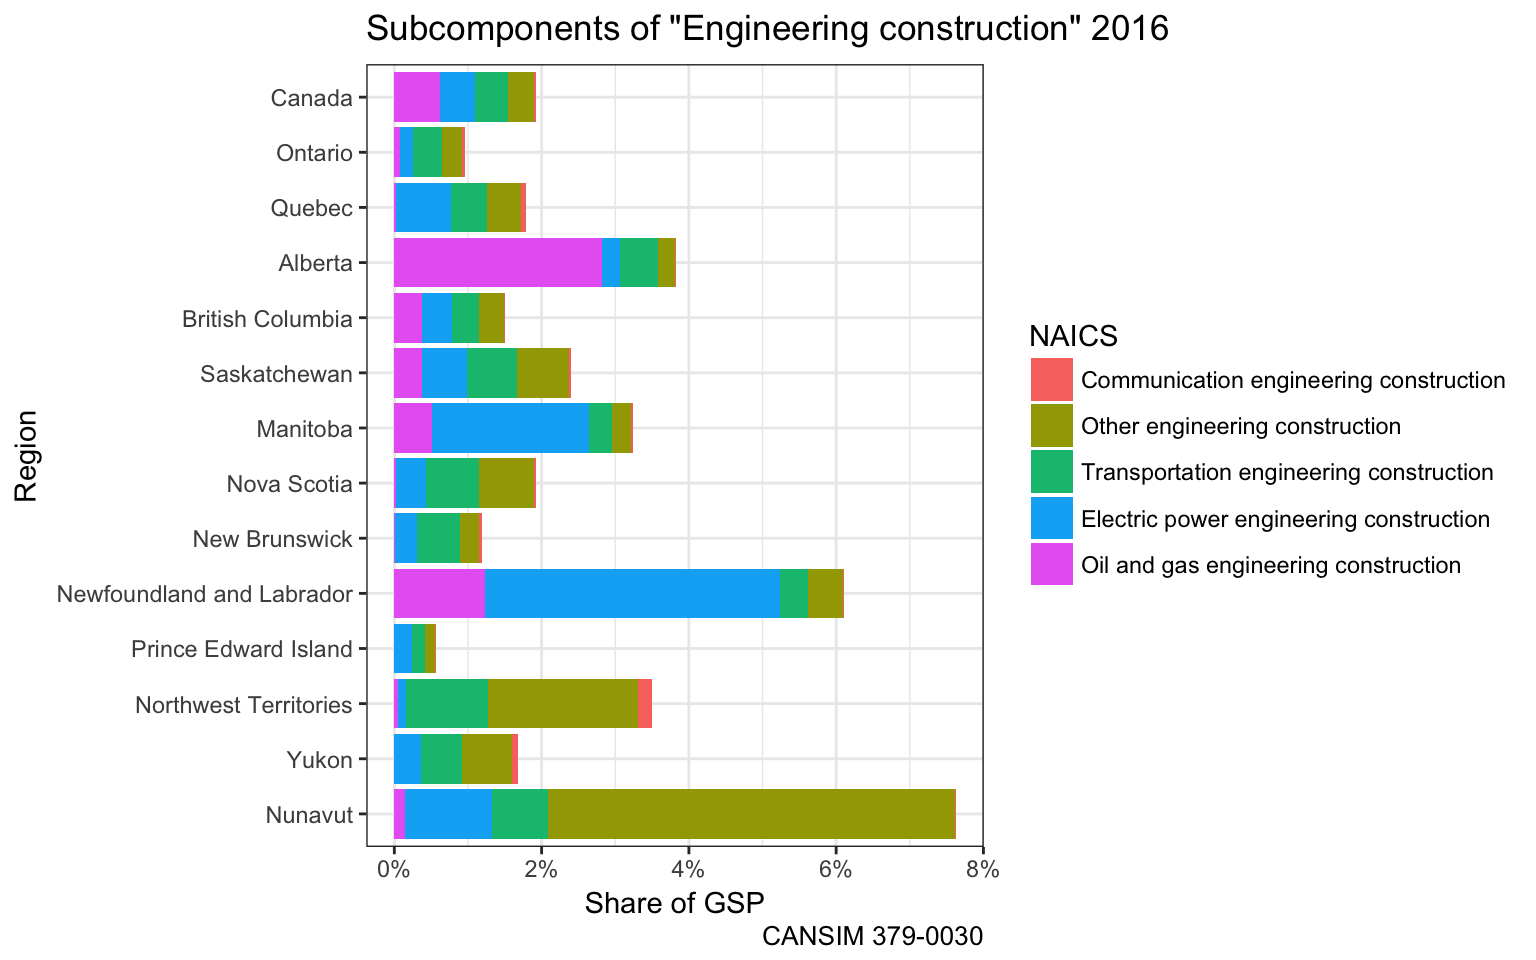 Subcomponents of "Engineering construction" 2016
Region
Canada
Ontario
Quebec
Alberta
British Columbia
Saskatchewan
Manitoba
Nova Scotia
New Brunswick
Newfoundland and Labrador
Prince Edward Island
Northwest Territories
Yukon
Nunavut
0% 2% 4% 6% 8%
Share of GSP
CANSIM 379-0030
NAICS
Communication engineering construction
Other engineering construction
Transportation engineering construction
Electric power engineering construction
Oil and gas engineering construction